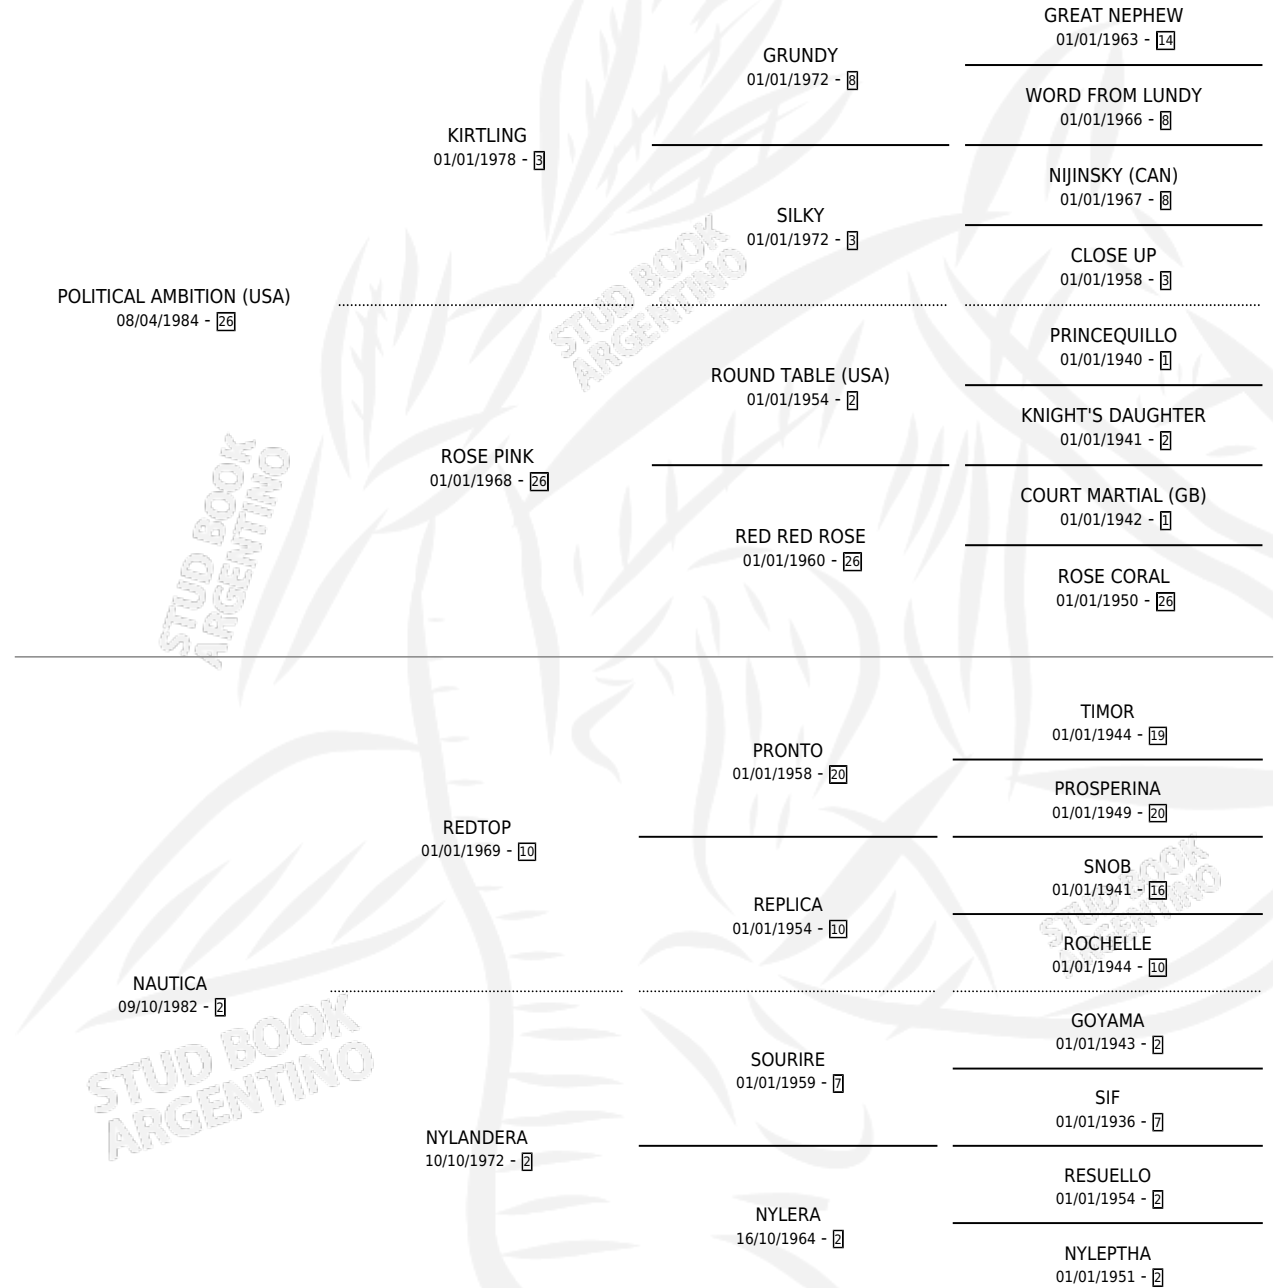 GREAT NEPHEW
01/01/1963 - 14
GRUNDY
01/01/1972 - 8
WORD FROM LUNDY
01/01/1966 - 8
KIRTLING
01/01/1978 - 3
NIJINSKY (CAN)
01/01/1967 - 8
SILKY
01/01/1972 - 3
CLOSE UP
01/01/1958 - 3
POLITICAL AMBITION (USA)
08/04/1984 - 26
PRINCEQUILLO
01/01/1940 - 1
ROUND TABLE (USA)
01/01/1954 - 2
KNIGHT'S DAUGHTER
01/01/1941 - 2
ROSE PINK
01/01/1968 - 26
COURT MARTIAL (GB)
01/01/1942 - 1
RED RED ROSE
01/01/1960 - 26
ROSE CORAL
01/01/1950 - 26
STUD BOOK
ARGENTINO
STUD BOOK
ARGENTINO
TIMOR
01/01/1944 - 19
PRONTO
01/01/1958 - 20
PROSPERINA
01/01/1949 - 20
REDTOP
01/01/1969 - 10
SNOB
01/01/1941 - 16
REPLICA
01/01/1954 - 10
ROCHELLE
01/01/1944 - 10
NAUTICA
09/10/1982 - 2
GOYAMA
01/01/1943 - 2
SOURIRE
01/01/1959 - 7
SIF
01/01/1936 - 7
NYLANDERA
10/10/1972 - 2
RESUELLO
01/01/1954 - 2
NYLERA
16/10/1964 - 2
NYLEPTHA
01/01/1951 - 2
STUD BOOK
ARGENTINO
STUD BOOK
ARGENTINO